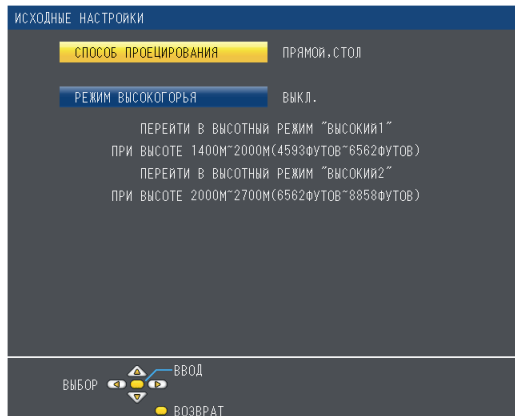 ИСХОДНЫЕ НАСТРОЙКИ
СПОСОБ ПРОЕЦИРОВАНИЯ ПРЯМОЙ,СТОЛ
РЕЖИМ ВЫСОКОГОРЬЯ ВЫКЛ.
ПЕРЕЙТИ В ВЫСОТНЫЙ РЕЖИМ "ВЫСОКИЙ1"
ПРИ ВЫСОТЕ 1400М~2000М(4593ФУТОВ~6562ФУТОВ)
ПЕРЕЙТИ В ВЫСОТНЫЙ РЕЖИМ "ВЫСОКИЙ2"
ПРИ ВЫСОТЕ 2000М~2700М(6562ФУТОВ~8858ФУТОВ)
ВВОД
ВЫБОР
ВОЗВРАТ